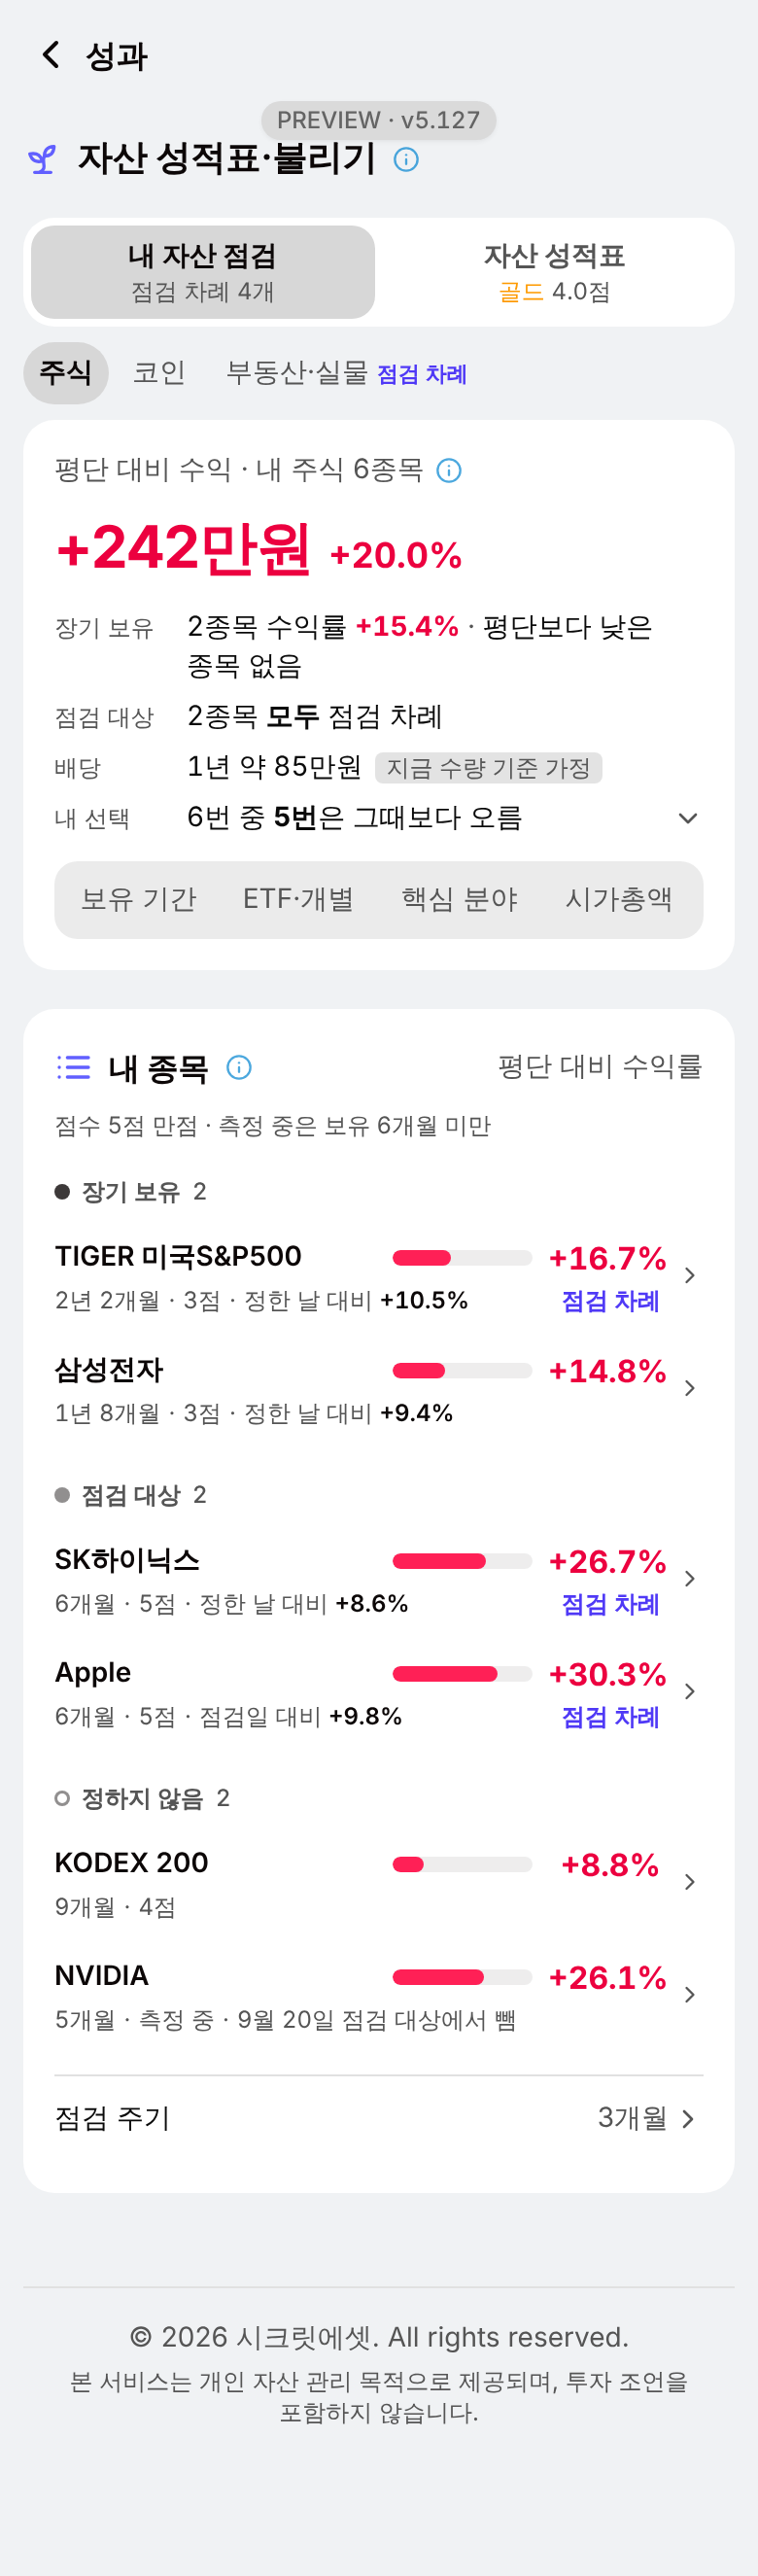 성과
PREVIEW · v5.127
자산 성적표·불리기
내 자산 점검
점검 차례 4개
자산 성적표
골드 4.0점
주식 코인 부동산·실물 점검 차례
평단 대비 수익 · 내 주식 6종목
+242만원 +20.0%
장기 보유 2종목 수익률 +15.4% · 평단보다 낮은
종목 없음
점검 대상 2종목 모두 점검 차례
배당 1년 약 85만원 지금 수량 기준 가정
내 선택 6번 중 5번은 그때보다 오름
보유 기간 ETF·개별 핵심 분야 시가총액
내 종목 평단 대비 수익률
점수 5점 만점 · 측정 중은 보유 6개월 미만
장기 보유 2
TIGER 미국S&P500 +16.7%
2년 2개월 · 3점 · 정한 날 대비 +10.5% 점검 차례
삼성전자 +14.8%
1년 8개월 · 3점 · 정한 날 대비 +9.4%
점검 대상 2
SK하이닉스 +26.7%
6개월 · 5점 · 정한 날 대비 +8.6% 점검 차례
Apple +30.3%
6개월 · 5점 · 점검일 대비 +9.8% 점검 차례
정하지 않음 2
KODEX 200 +8.8%
9개월 · 4점
NVIDIA +26.1%
5개월 · 측정 중 · 9월 20일 점검 대상에서 뺌
점검 주기 3개월
© 2026 시크릿에셋. All rights reserved.
본 서비스는 개인 자산 관리 목적으로 제공되며, 투자 조언을
포함하지 않습니다.